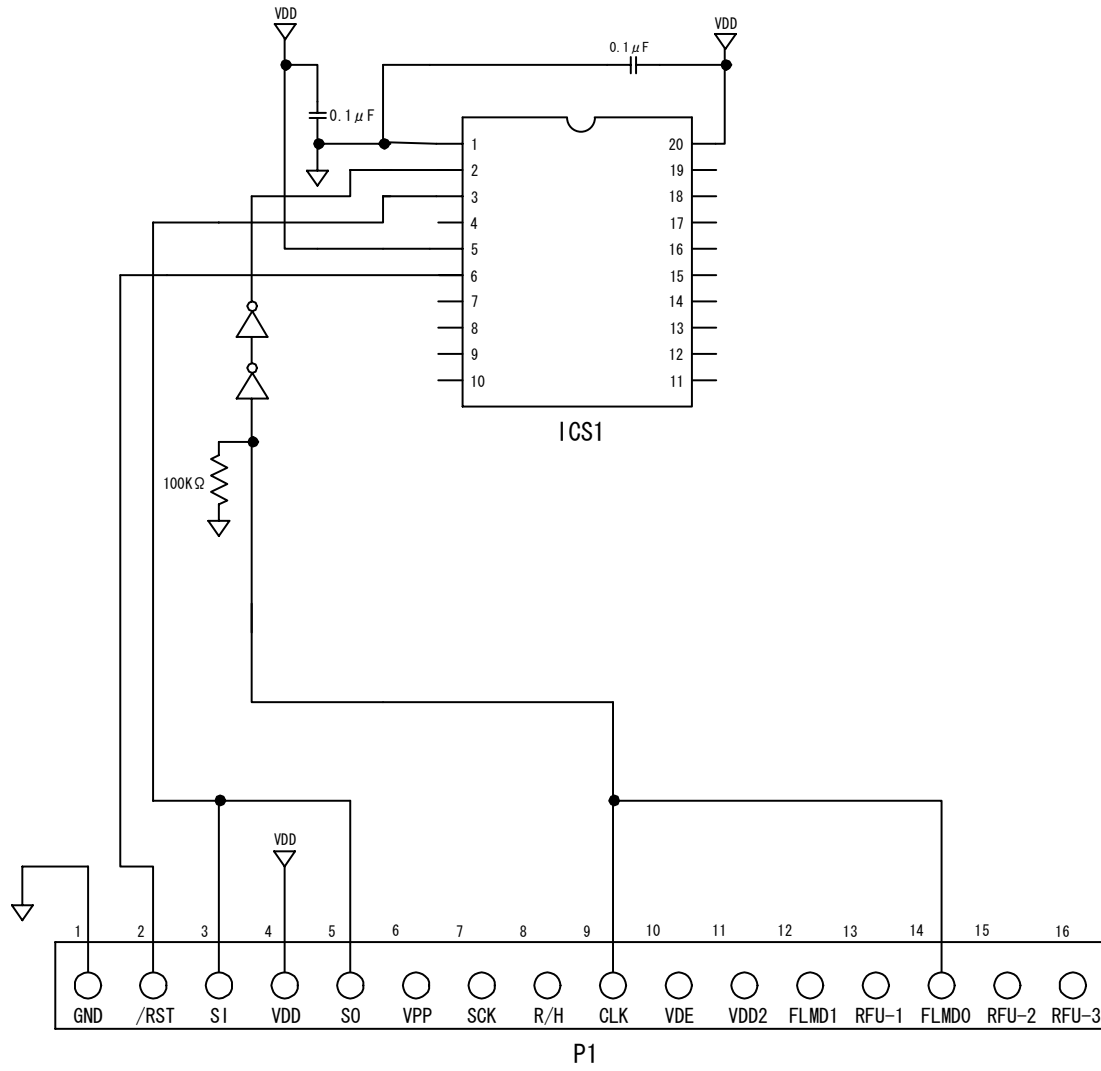 VDD
VDD
0.1μF
0.1μF
1
20
2
19
3
18
4
17
5
16
6
15
7
14
8
13
9
12
10
11
ICS1
100KΩ
VDD
1 2 3 4 5 6 7 8 9 10 11 12 13 14 15 16
GND /RST SI VDD SO VPP SCK R/H CLK VDE VDD2 FLMD1 RFU-1 FLMD0 RFU-2 RFU-3
P1